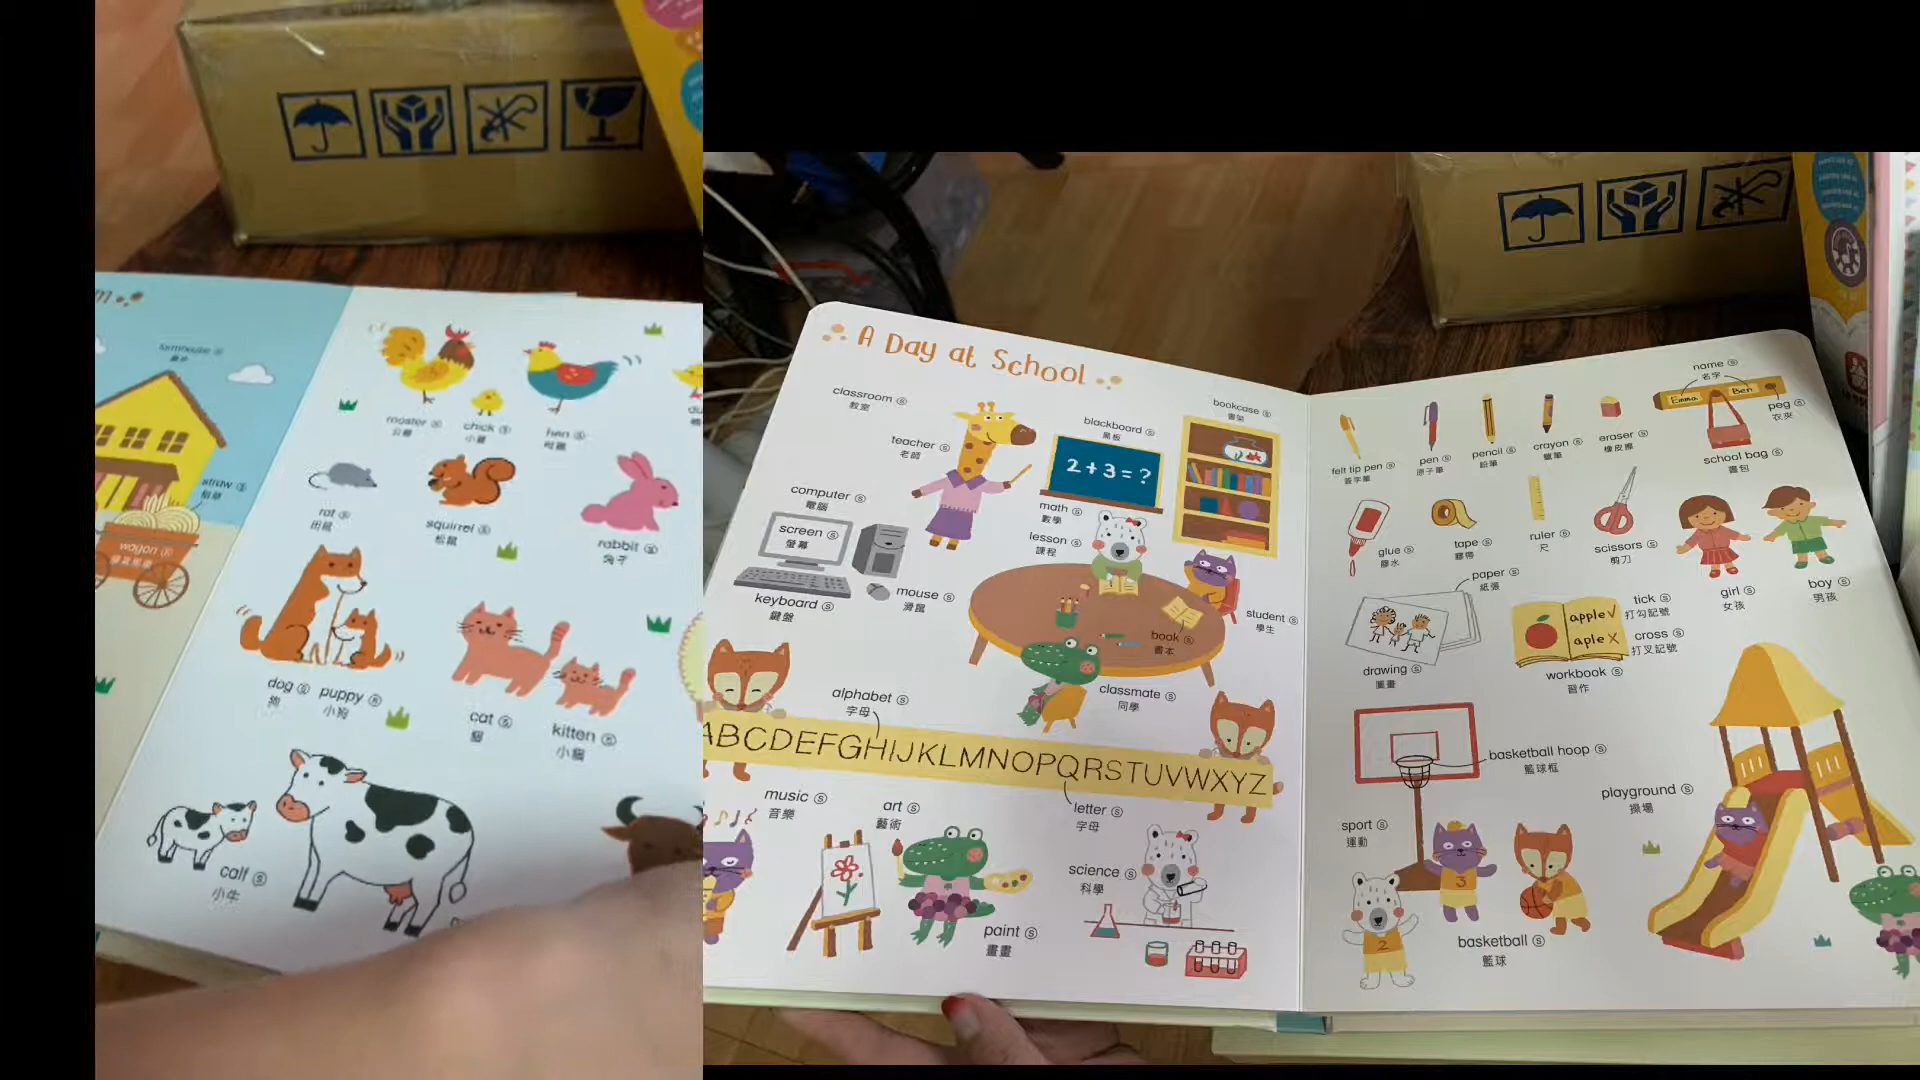 rooster
公雞
chick
小雞
hen
straw
稻草
rat
田鼠
squirrel
松鼠
rabbit
兔子
wagon
dog
狗
puppy
小狗
cat
貓
kitten
小貓
calf
小牛
A Day at School
classroom Ⓢ
教室
teacher Ⓢ
老師
blackboard Ⓢ
黑板
2+3=?
bookcase Ⓢ
書架
computer Ⓢ
電腦
screen Ⓢ
螢幕
keyboard Ⓢ
鍵盤
mouse Ⓢ
滑鼠
math Ⓢ
數學
lesson Ⓢ
課程
student Ⓢ
學生
book Ⓢ
書本
classmate Ⓢ
同學
alphabet Ⓢ
字母
ABCDEFGHIJKLMNOPQRSTUVWXYZ
letter Ⓢ
字母
music Ⓢ
音樂
art Ⓢ
藝術
paint Ⓢ
畫畫
science Ⓢ
科學
felt tip pen Ⓢ
簽字筆
pen Ⓢ
原子筆
pencil Ⓢ
鉛筆
crayon Ⓢ
蠟筆
eraser Ⓢ
橡皮擦
name Ⓢ
名字
Emma
Ben
peg Ⓢ
衣夾
school bag Ⓢ
書包
glue Ⓢ
膠水
tape Ⓢ
膠帶
ruler Ⓢ
尺
scissors Ⓢ
剪刀
girl Ⓢ
女孩
boy Ⓢ
男孩
paper Ⓢ
紙張
drawing Ⓢ
圖畫
apple√
aple×
tick Ⓢ
打勾記號
cross Ⓢ
打叉記號
workbook Ⓢ
習作
basketball hoop Ⓢ
籃球框
playground Ⓢ
操場
sport Ⓢ
運動
3
2
basketball Ⓢ
籃球